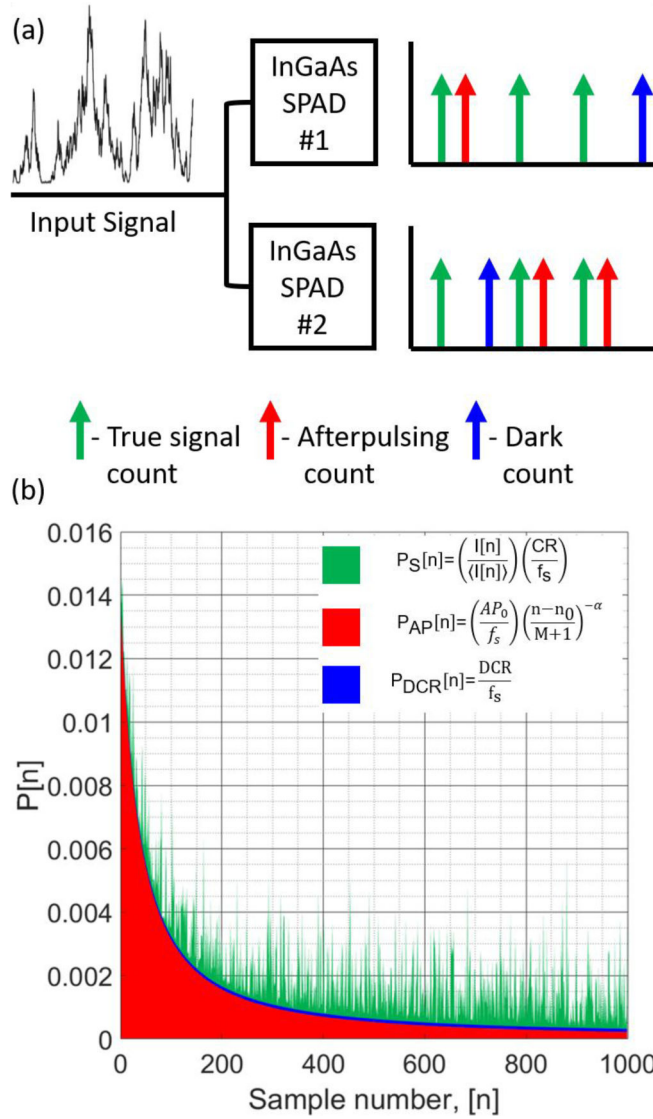 (a)
InGaAs
SPAD
#1
Input Signal
InGaAs
SPAD
#2
- True signal
count
- Afterpulsing
count
- Dark
count
(b)
P_S[n]=(I[n]/⟨I[n]⟩)(CR/f_s)
P_AP[n]=(AP_0/f_s)((n−n_0)/(M+1))^−α
P_DCR[n]=DCR/f_s
P[n]
0.016
0.014
0.012
0.01
0.008
0.006
0.004
0.002
0
0 200 400 600 800 1000
Sample number, [n]